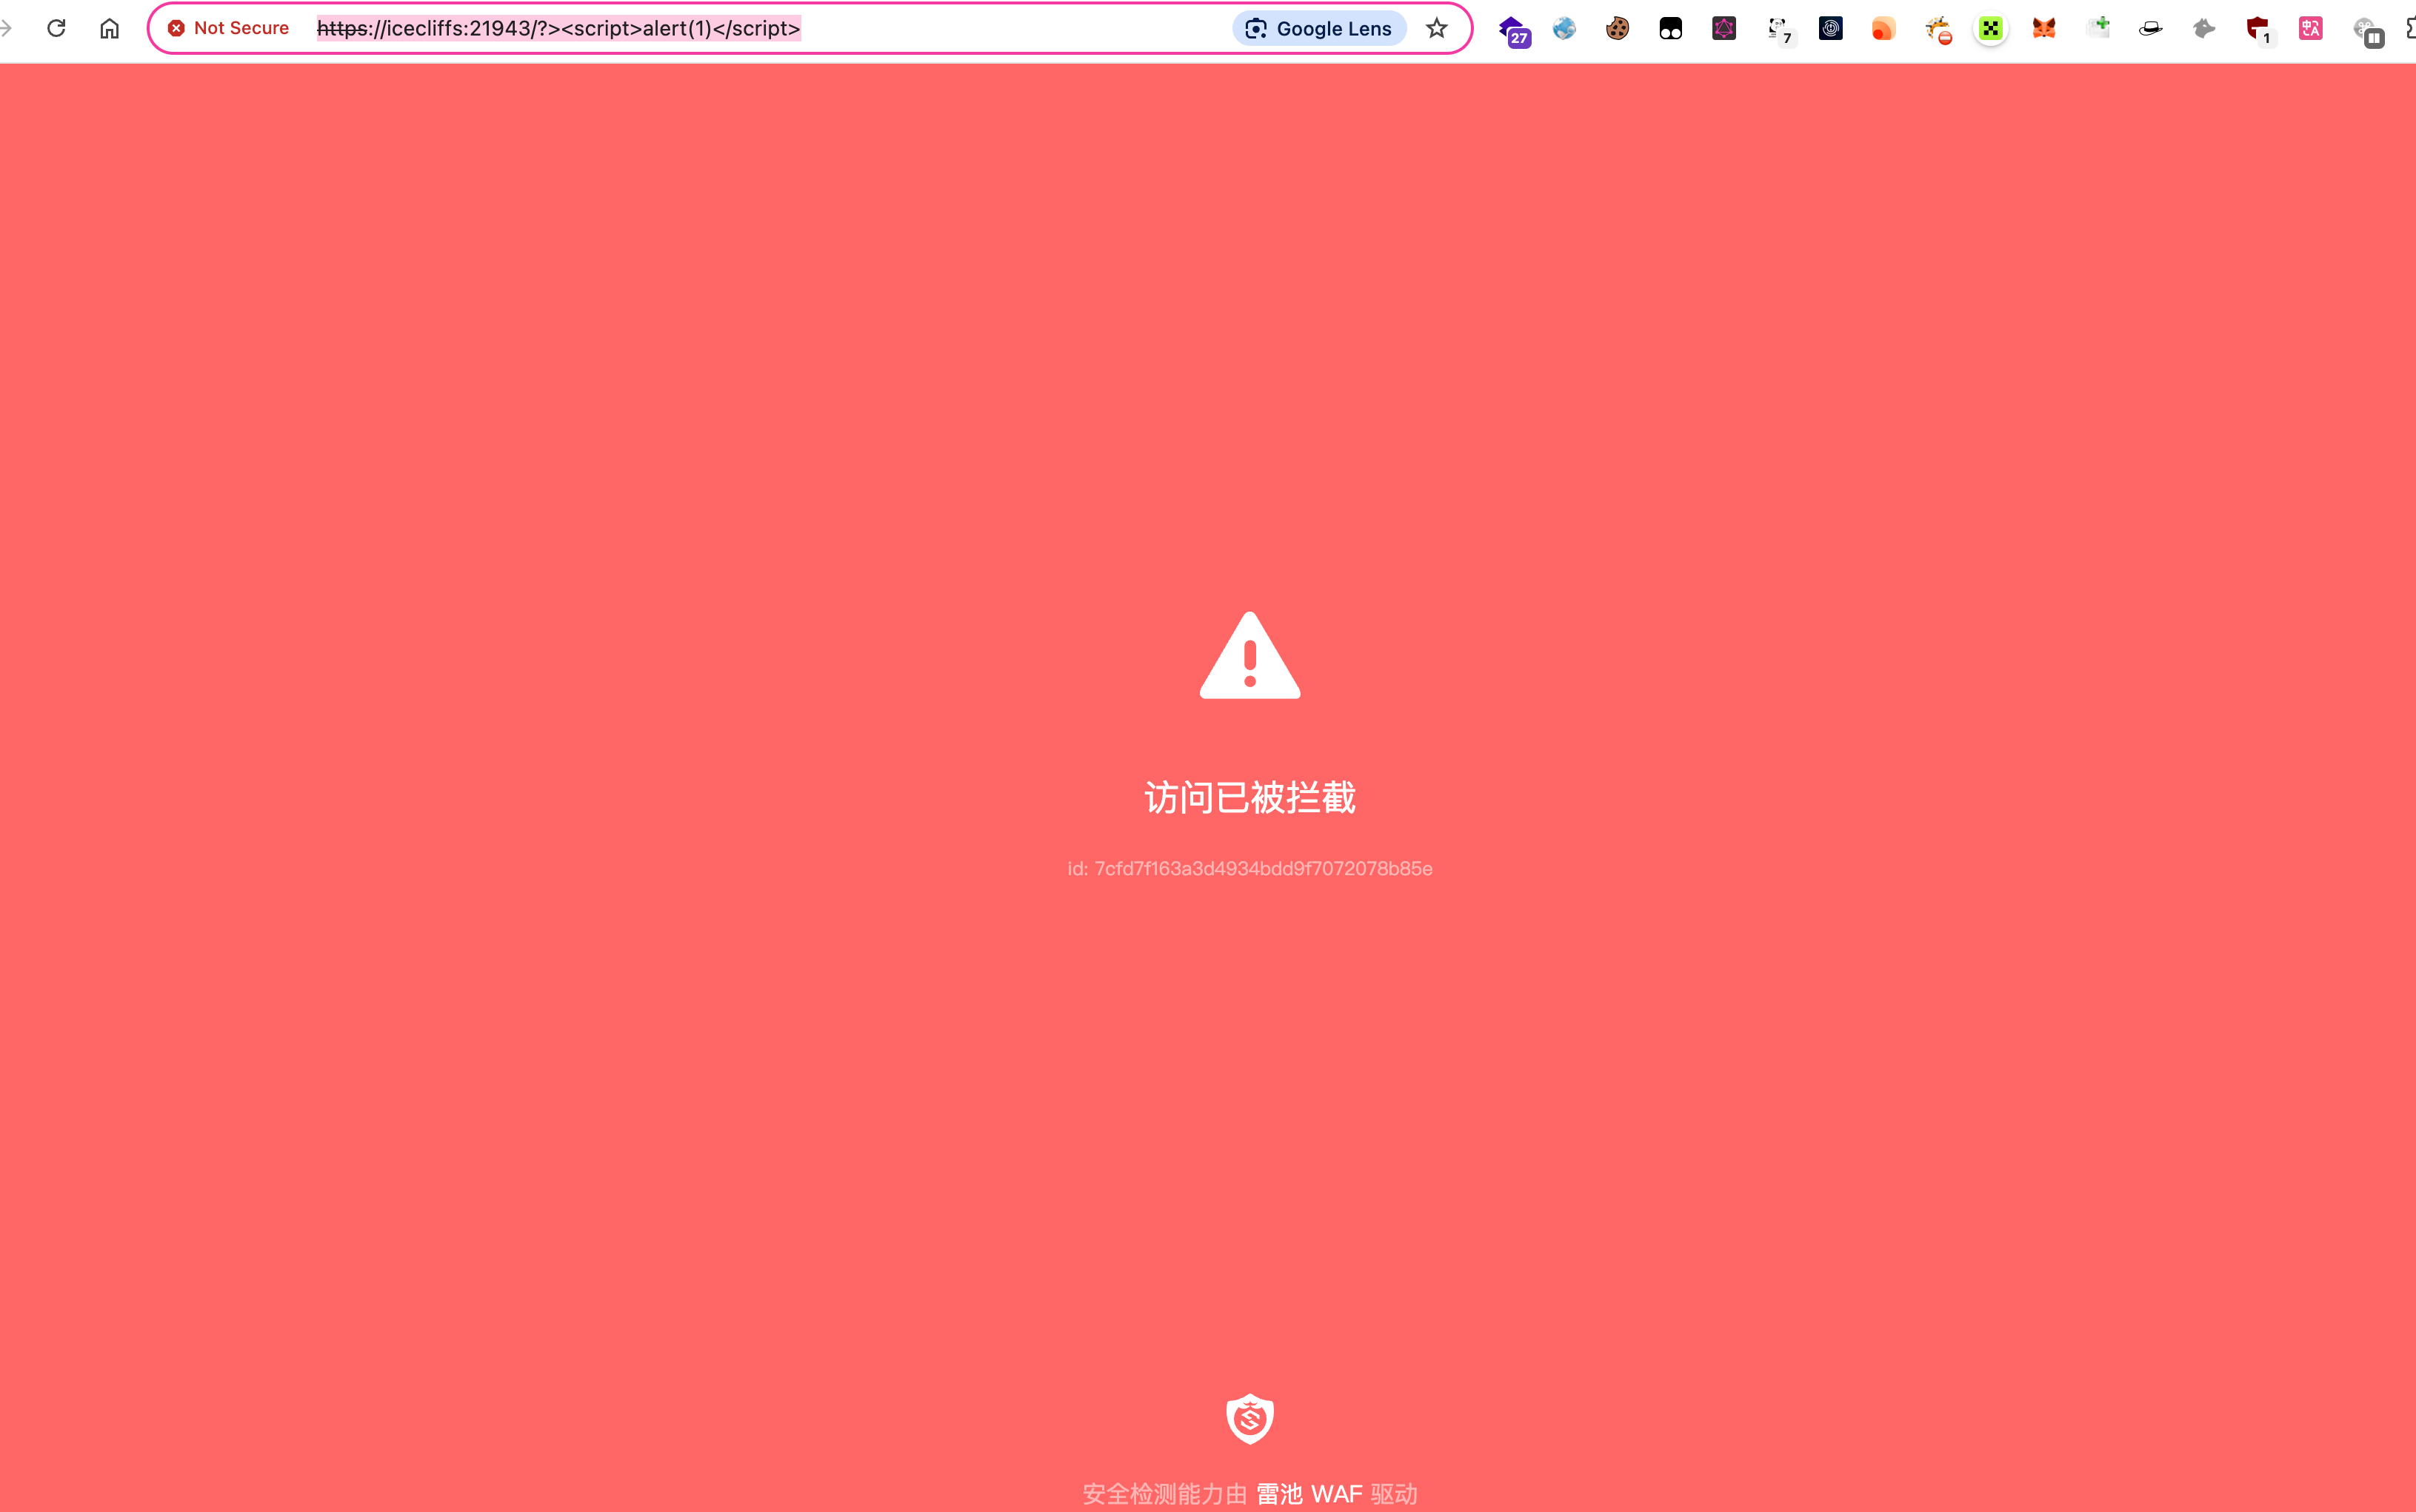 Not Secure https://icecliffs:21943/?><script>alert(1)</script> Google Lens 27 7 1
访问已被拦截
id: 7cfd7f163a3d4934bdd9f7072078b85e
安全检测能力由 雷池 WAF 驱动